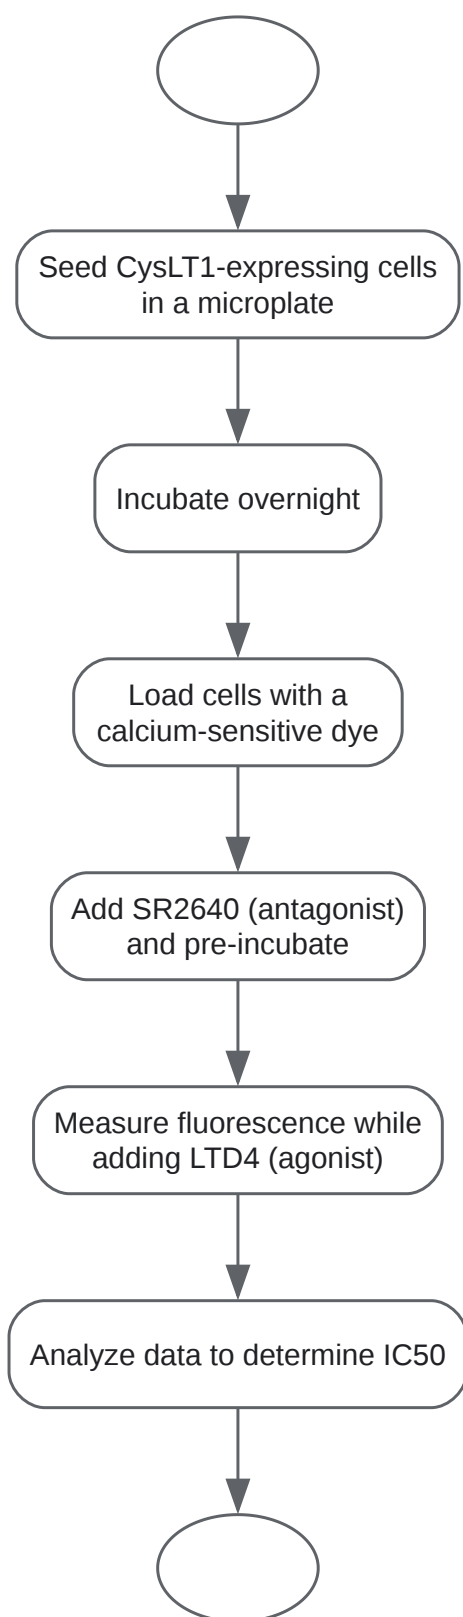 Seed CysLT1-expressing cells
in a microplate
Incubate overnight
Load cells with a
calcium-sensitive dye
Add SR2640 (antagonist)
and pre-incubate
Measure fluorescence while
adding LTD4 (agonist)
Analyze data to determine IC50